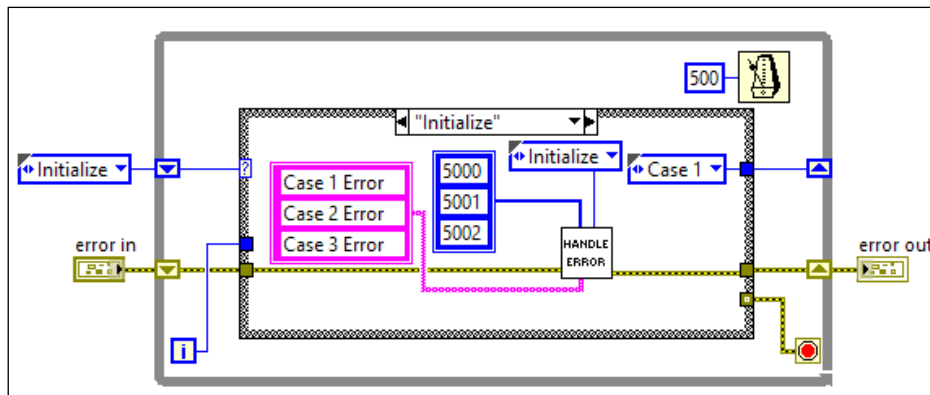 500
"Initialize"
Initialize
Initialize
Case 1
?
Case 1 Error
Case 2 Error
Case 3 Error
5000
5001
5002
HANDLE
ERROR
error in
error out
i